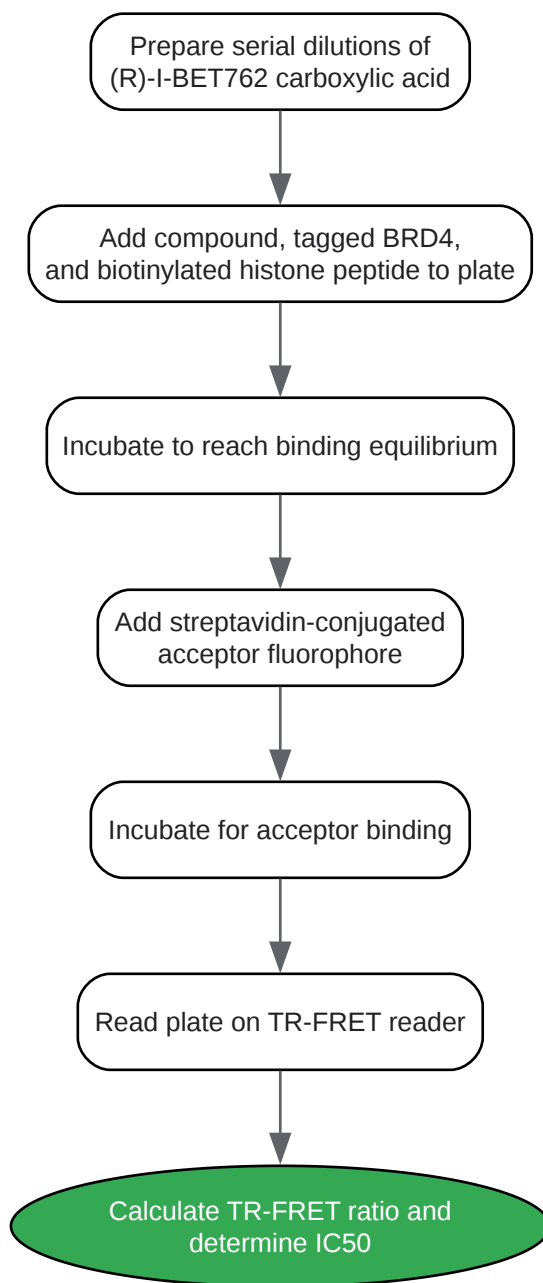 Prepare serial dilutions of
(R)-I-BET762 carboxylic acid
Add compound, tagged BRD4,
and biotinylated histone peptide to plate
Incubate to reach binding equilibrium
Add streptavidin-conjugated
acceptor fluorophore
Incubate for acceptor binding
Read plate on TR-FRET reader
Calculate TR-FRET ratio and
determine IC50